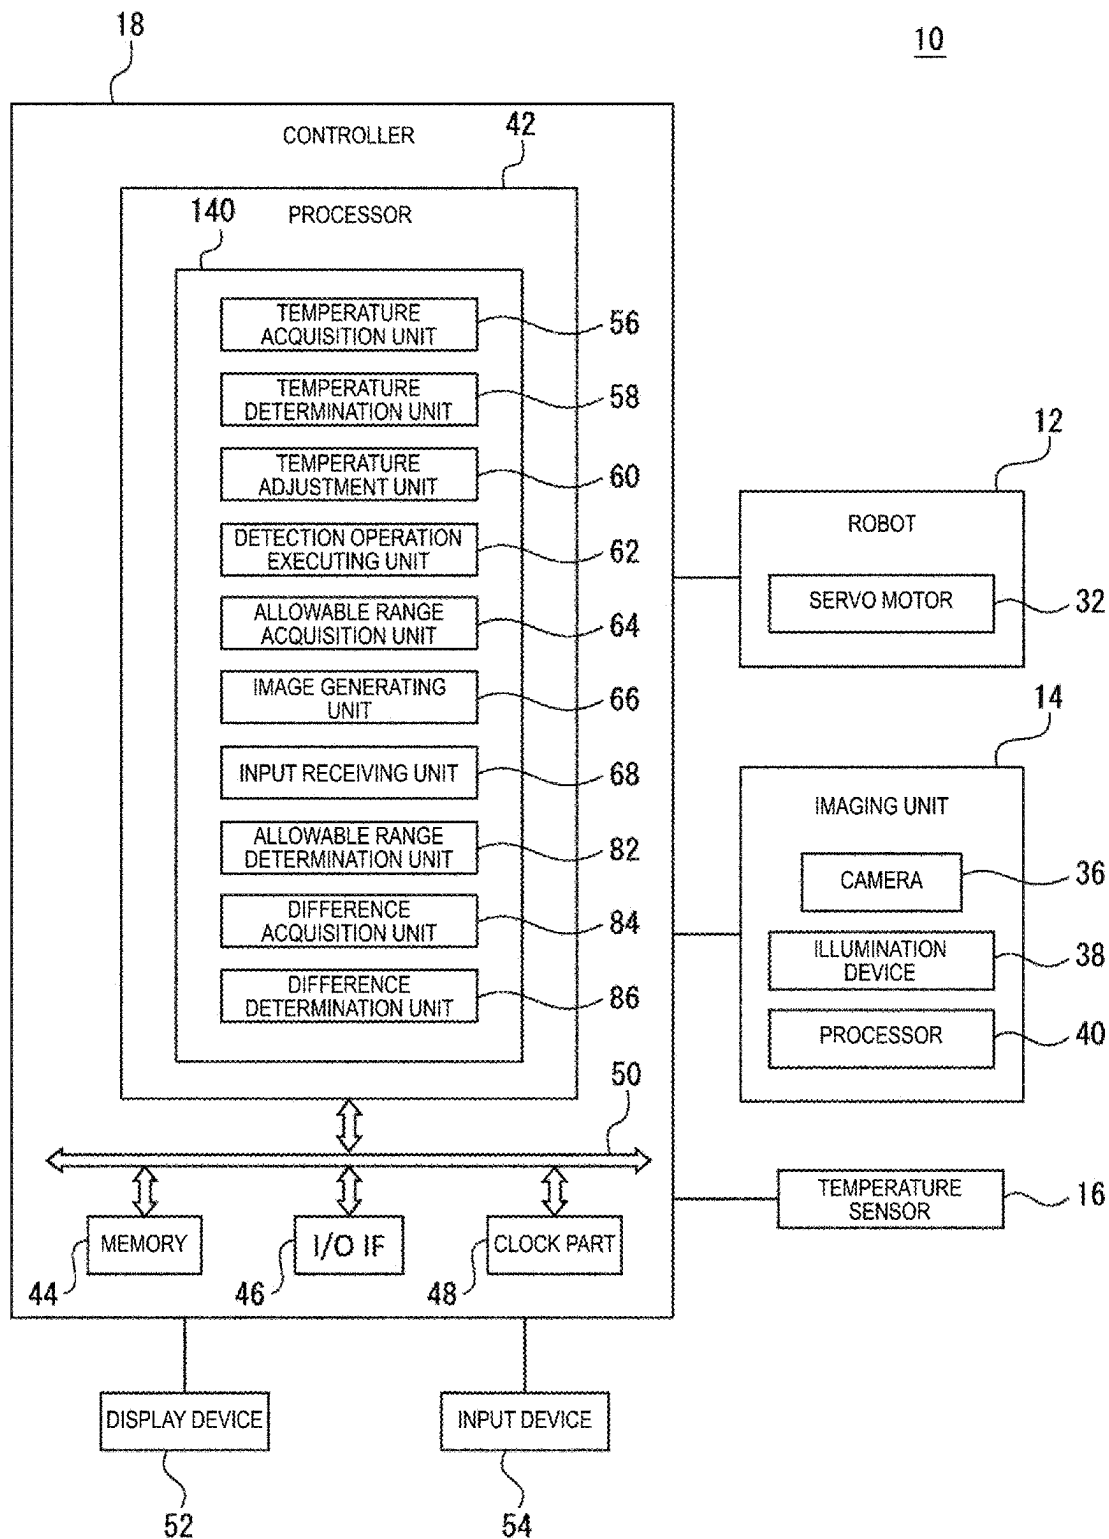 18
10
CONTROLLER
42
PROCESSOR
140
TEMPERATURE
ACQUISITION UNIT
56
TEMPERATURE
DETERMINATION UNIT
58
TEMPERATURE
ADJUSTMENT UNIT
60
DETECTION OPERATION
EXECUTING UNIT
62
ALLOWABLE RANGE
ACQUISITION UNIT
64
IMAGE GENERATING
UNIT
66
INPUT RECEIVING UNIT
68
ALLOWABLE RANGE
DETERMINATION UNIT
82
DIFFERENCE
ACQUISITION UNIT
84
DIFFERENCE
DETERMINATION UNIT
86
12
ROBOT
SERVO MOTOR
32
14
IMAGING UNIT
CAMERA
36
ILLUMINATION
DEVICE
38
PROCESSOR
40
50
TEMPERATURE
SENSOR
16
MEMORY
44
I/O IF
46
CLOCK PART
48
DISPLAY DEVICE
52
INPUT DEVICE
54